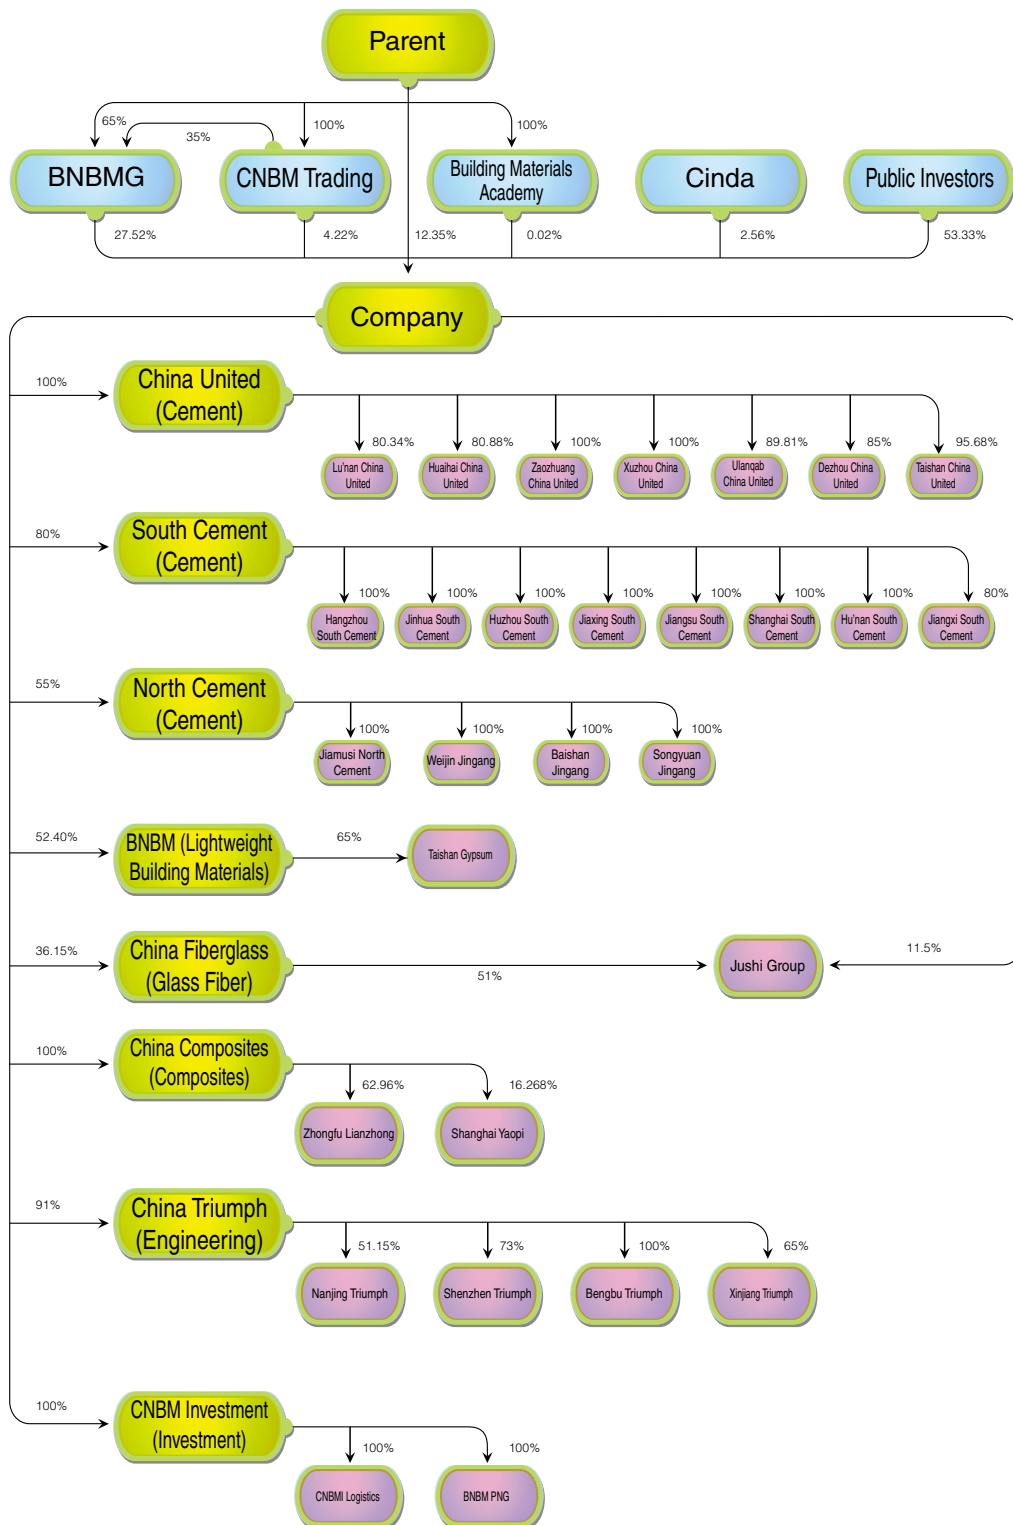 Parent
65%
35%
100%
100%
BNBMG
CNBM Trading
Building Materials
Academy
Cinda
Public Investors
27.52%
4.22%
12.35%
0.02%
2.56%
53.33%
Company
100%
China United
(Cement)
80.34%
80.88%
100%
100%
89.81%
85%
95.68%
Lu'nan China
United
Huaihai China
United
Zaozhuang
China United
Xuzhou China
United
Ulanqab
China United
Dezhou China
United
Taishan China
United
80%
South Cement
(Cement)
100%
100%
100%
100%
100%
100%
100%
80%
Hangzhou
South Cement
Jinhua South
Cement
Huzhou South
Cement
Jiaxing South
Cement
Jiangsu South
Cement
Shanghai South
Cement
Hu'nan South
Cement
Jiangxi South
Cement
55%
North Cement
(Cement)
100%
100%
100%
100%
Jiamusi North
Cement
Weijin Jingang
Baishan
Jingang
Songyuan
Jingang
52.40%
BNBM (Lightweight
Building Materials)
65%
Taishan Gypsum
36.15%
China Fiberglass
(Glass Fiber)
51%
Jushi Group
11.5%
100%
China Composites
(Composites)
62.96%
16.268%
Zhongfu Lianzhong
Shanghai Yaopi
91%
China Triumph
(Engineering)
51.15%
73%
100%
65%
Nanjing Triumph
Shenzhen Triumph
Bengbu Triumph
Xinjiang Triumph
100%
CNBM Investment
(Investment)
100%
100%
CNBMI Logistics
BNBM PNG